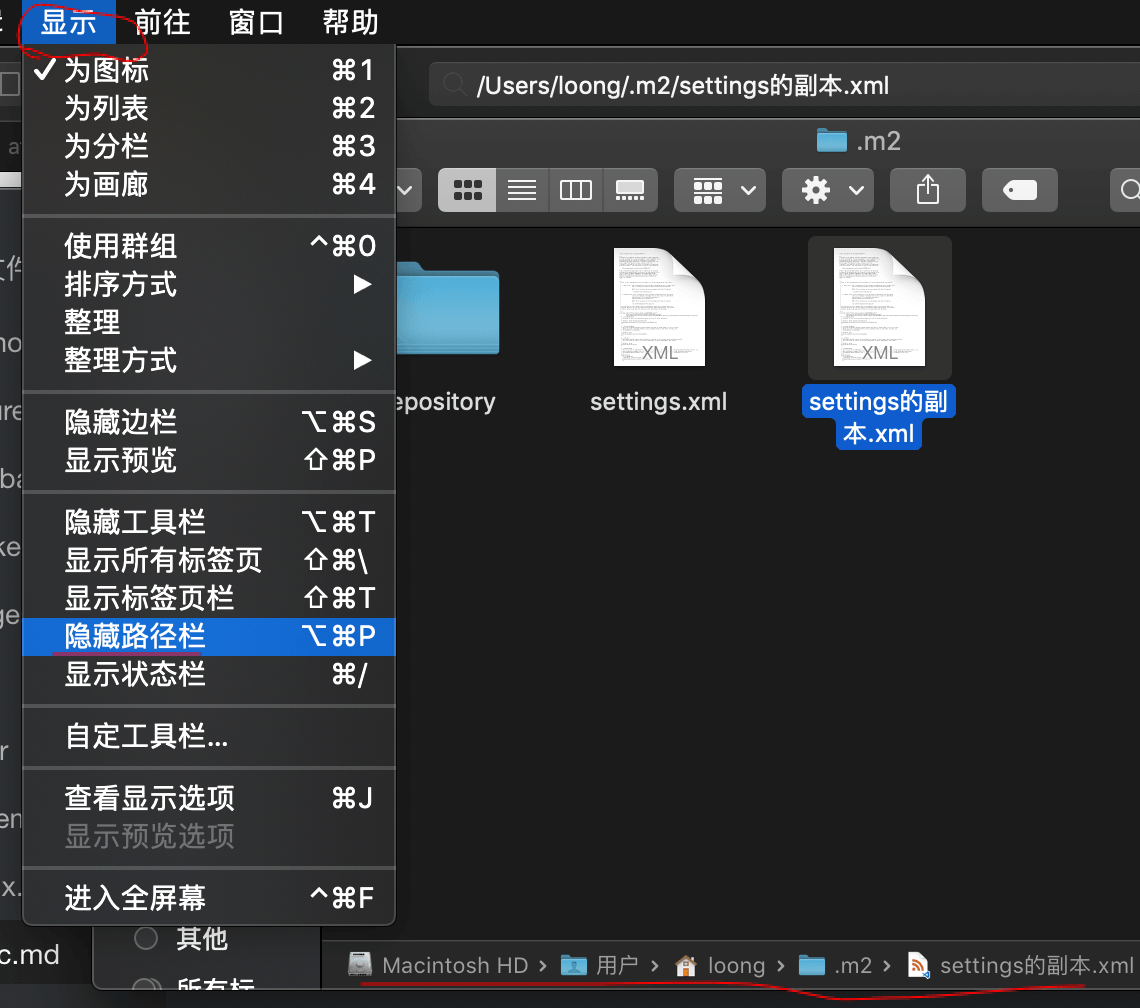 显示 前往 窗口 帮助
为图标 ⌘1
为列表 ⌘2
为分栏 ⌘3
为画廊 ⌘4
使用群组 ^⌘0
排序方式 ▶
整理
整理方式 ▶
隐藏边栏 ⌥⌘S
显示预览 ⇧⌘P
隐藏工具栏 ⌥⌘T
显示所有标签页 ⇧⌘\
显示标签页栏 ⇧⌘T
隐藏路径栏 ⌥⌘P
显示状态栏 ⌘/
自定工具栏...
查看显示选项 ⌘J
显示预览选项
进入全屏幕 ^⌘F
/Users/loong/.m2/settings的副本.xml
.m2
XML
XML
epository
settings.xml
settings的副
本.xml
c.md
其他
所有标
Macintosh HD › 用户 › loong › .m2 › settings的副本.xml